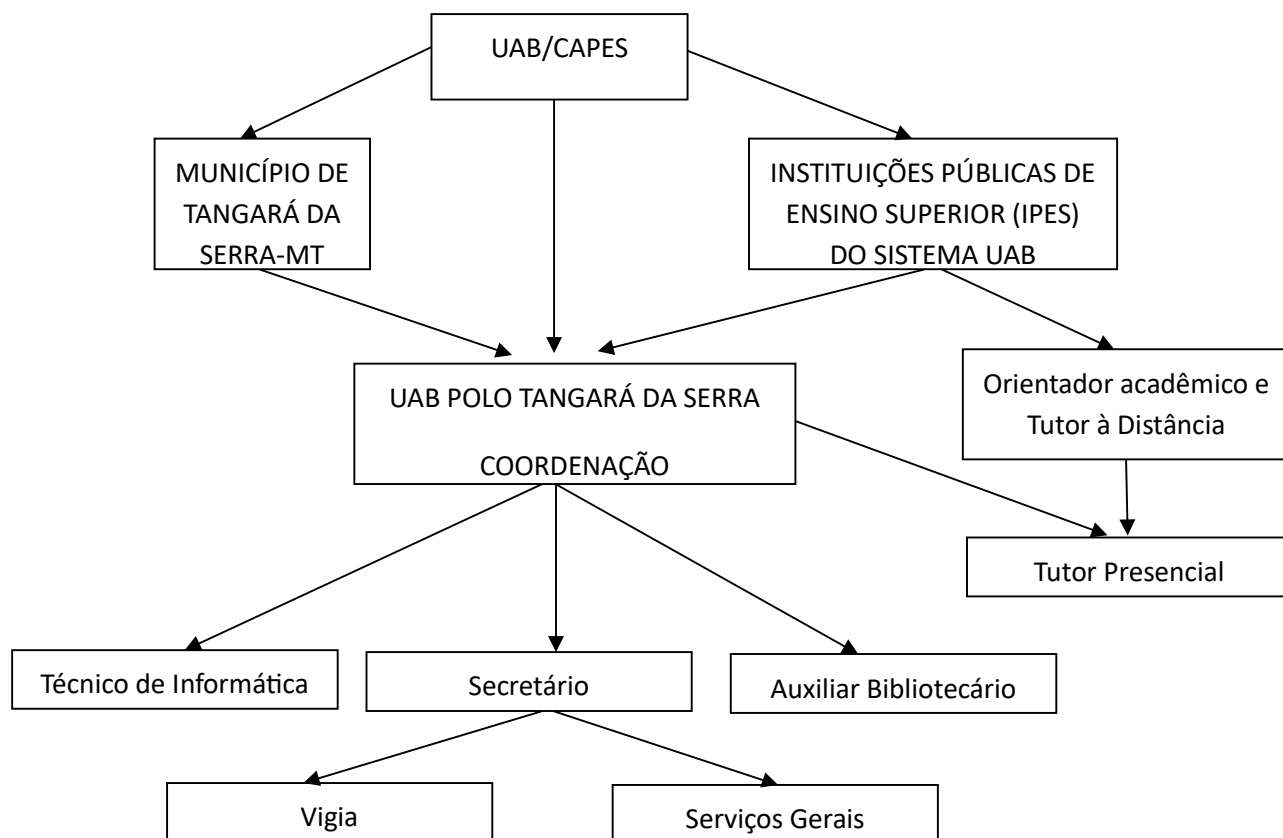 UAB/CAPES
MUNICÍPIO DE
TANGARÁ DA
SERRA-MT
INSTITUIÇÕES PÚBLICAS DE
ENSINO SUPERIOR (IPES)
DO SISTEMA UAB
UAB POLO TANGARÁ DA SERRA
COORDENAÇÃO
Orientador acadêmico e
Tutor à Distância
Tutor Presencial
Técnico de Informática
Secretário
Auxiliar Bibliotecário
Vigia
Serviços Gerais